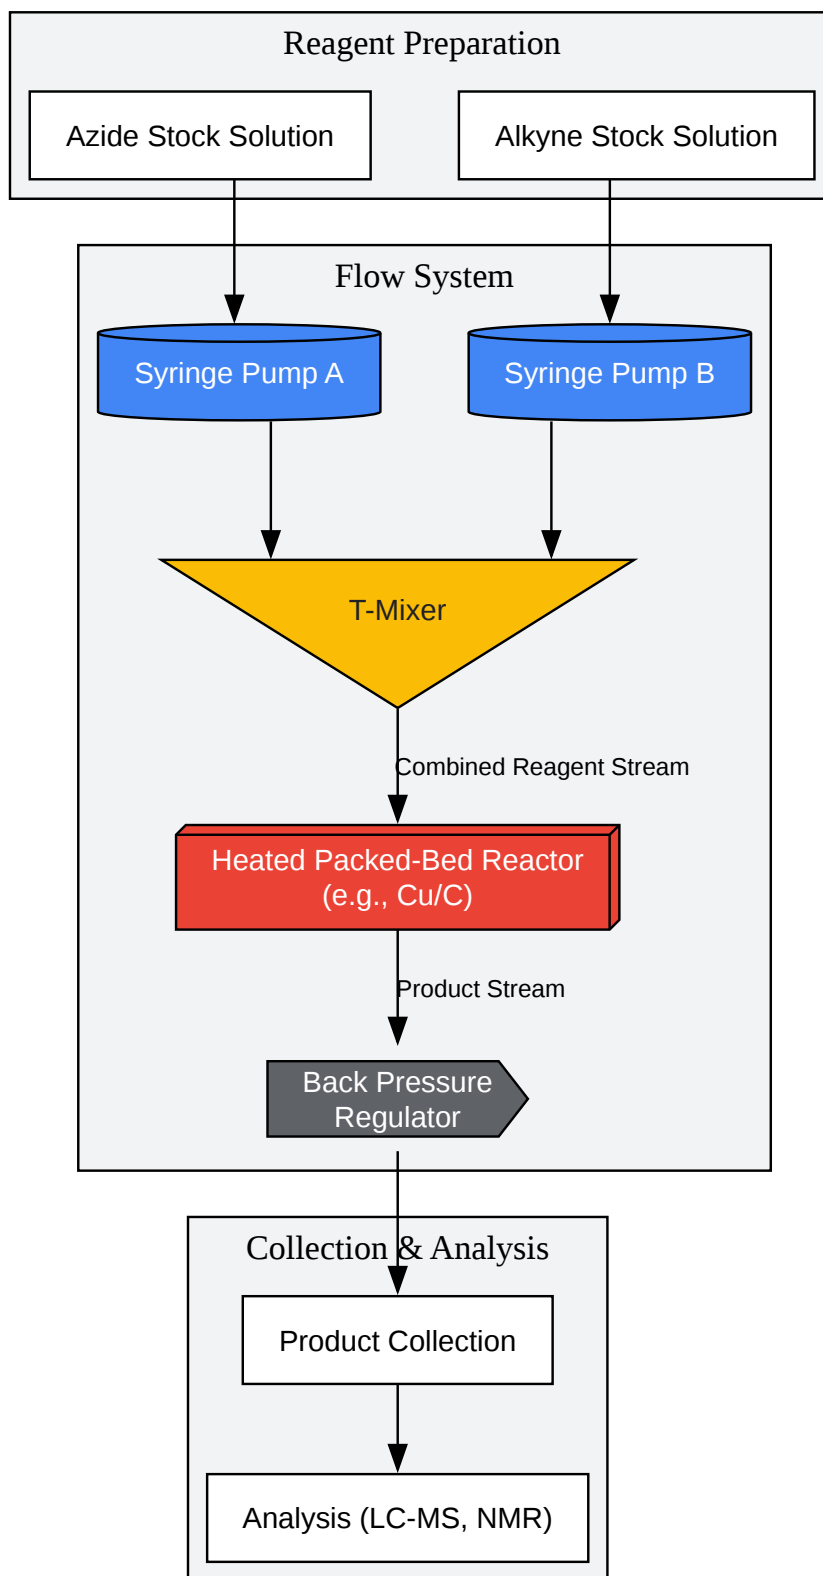 Reagent Preparation
Azide Stock Solution
Alkyne Stock Solution
Flow System
Syringe Pump A
Syringe Pump B
T-Mixer
Combined Reagent Stream
Heated Packed-Bed Reactor
(e.g., Cu/C)
Product Stream
Back Pressure
Regulator
Collection & Analysis
Product Collection
Analysis (LC-MS, NMR)